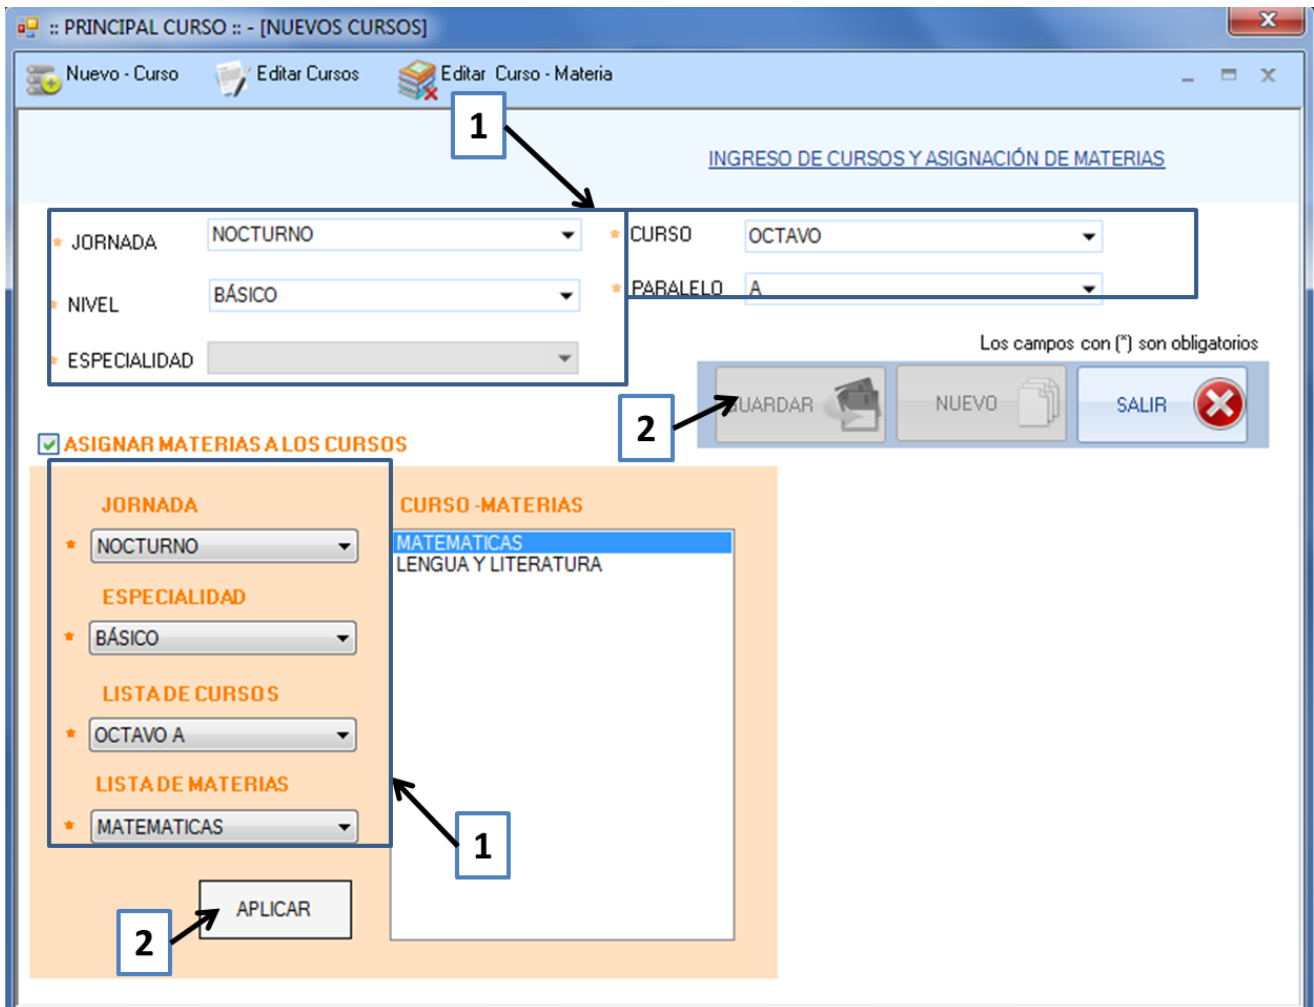 :: PRINCIPAL CURSO :: - [NUEVOS CURSOS]
Nuevo - Curso Editar Cursos Editar Curso - Materia
1
INGRESO DE CURSOS Y ASIGNACIÓN DE MATERIAS
* JORNADA NOCTURNO * CURSO OCTAVO
* NIVEL BÁSICO * PARALELO A
* ESPECIALIDAD
Los campos con (*) son obligatorios
2 GUARDAR NUEVO SALIR
ASIGNAR MATERIAS A LOS CURSOS
JORNADA CURSO -MATERIAS
* NOCTURNO MATEMATICAS
LENGUA Y LITERATURA
ESPECIALIDAD
* BÁSICO
LISTA DE CURSOS
* OCTAVO A
LISTA DE MATERIAS
* MATEMATICAS
1
APLICAR
2